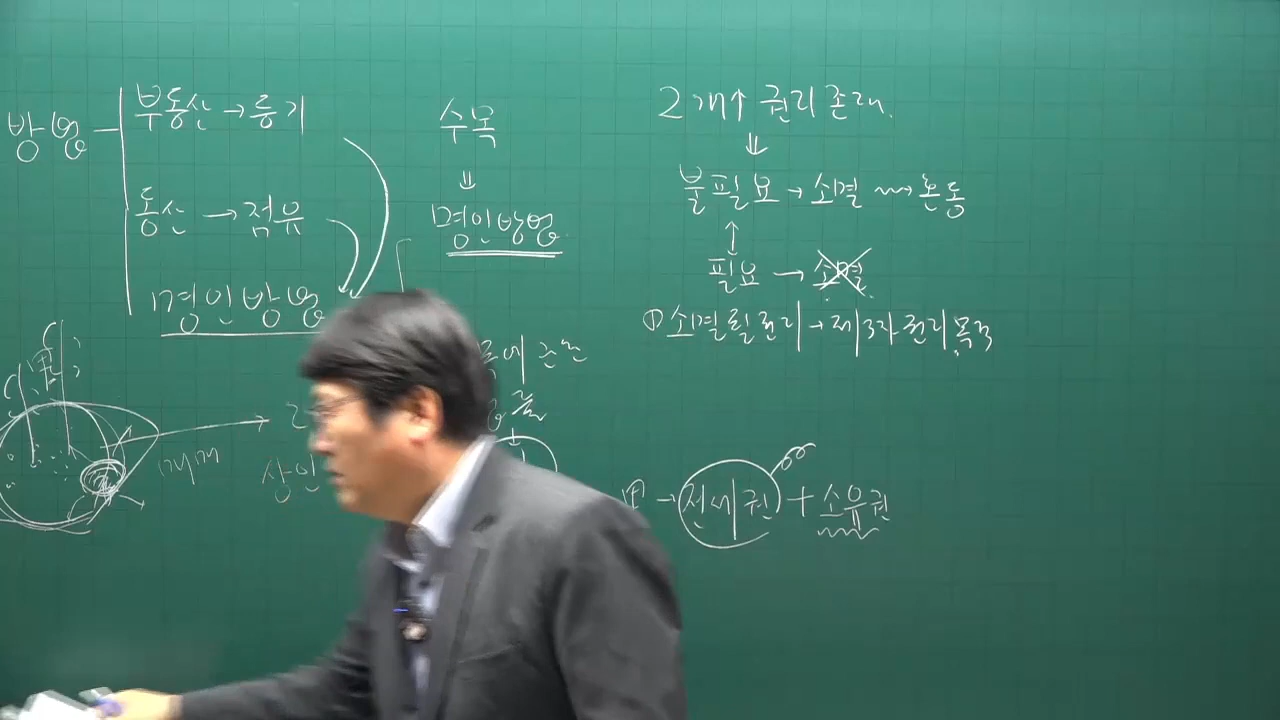 방법
부동산 → 등기
동산 → 점유
명인방법
수목
⇓
명인방법
매매
2개↑ 권리존재.
⇓
불필요 → 소멸 → 혼동
↑
필요 → 소멸
① 소멸될권리 → 제3자 권리 목적
甲 → 전세권 + 소유권